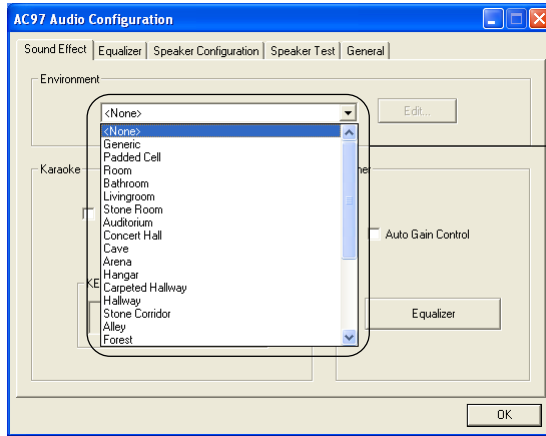 AC97 Audio Configuration
Sound Effect Equalizer Speaker Configuration Speaker Test General
Environment
<None>
Edit...
<None>
Generic
Padded Cell
Room
Bathroom
Livingroom
Stone Room
Auditorium
Concert Hall
Cave
Arena
Hangar
Carpeted Hallway
Hallway
Stone Corridor
Alley
Forest
Karaoke
Auto Gain Control
Equalizer
OK